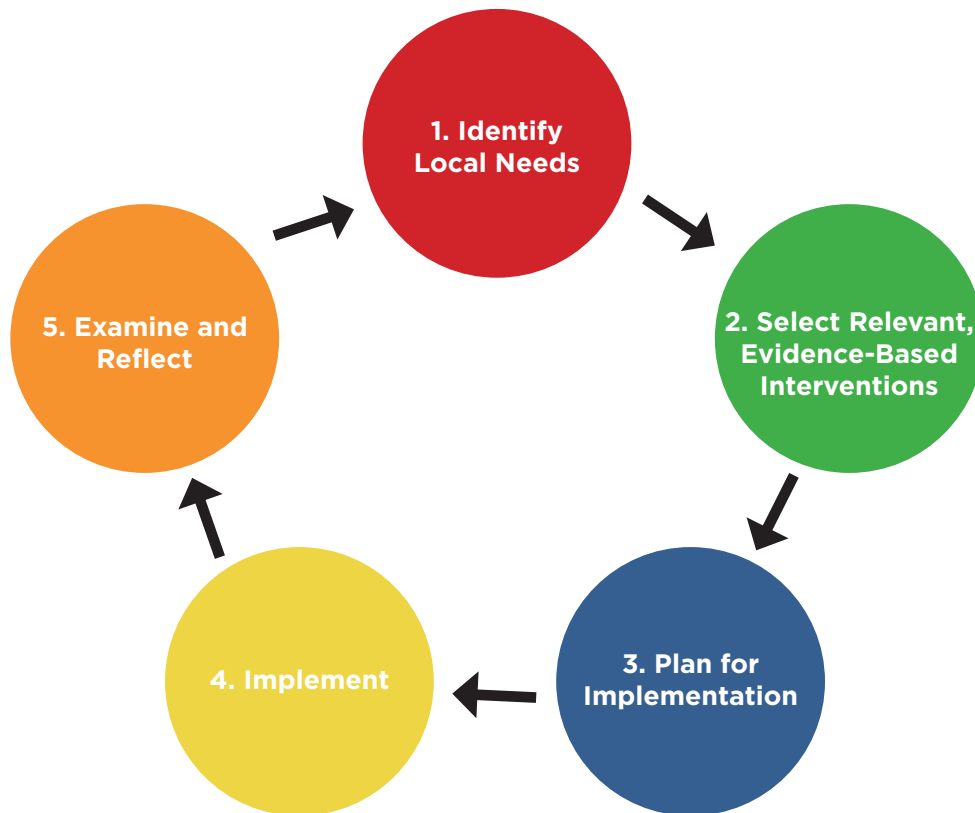 1. Identify
Local Needs
2. Select Relevant,
Evidence-Based
Interventions
3. Plan for
Implementation
4. Implement
5. Examine and
Reflect